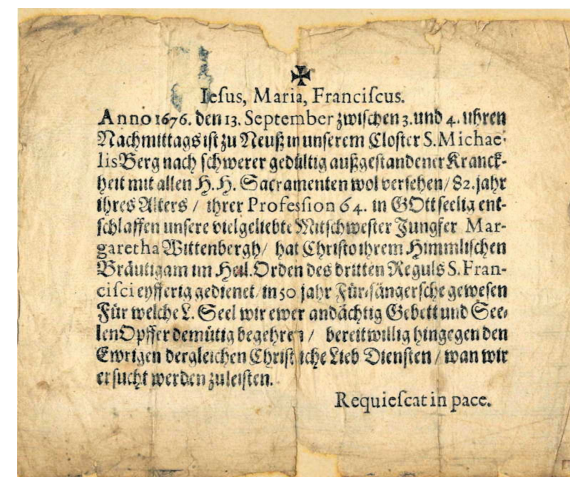 ✠
Iesus, Maria, Franciſcus.
Anno 1676. den 13. September zwiſchen 3. und 4. uhren
Nachmittags iſt zu Neuß in unſerem Cloſter S. Michae-
lis Berg nach ſchwerer gedültig außgeſtandener Kranck-
heit mit allen H. H. Sacramenten wol verſehen / 82. jahr
ihres Alters / ihrer Profeſſion 64. in GOtt ſeelig ent-
ſchlaffen unſere vielgeliebte Mitſchweſter Jungfer Mar-
garetha Wittenbergh / hat Chriſto ihrem Himmliſchen
Bräutigam im Heil. Orden des dritten Reguls S. Fran-
ciſci eyfferig gedienet / in 50 jahr Fürſängerſche geweſen
Für welche L. Seel wir ewer andächtig Gebett und See-
len Opffer demütig begehren / bereitwillig hingegen den
Ewrigen dergleichen Chriſtliche Lieb Dienſten / wan wir
erſucht werden zuleiſten.
Requieſcat in pace.